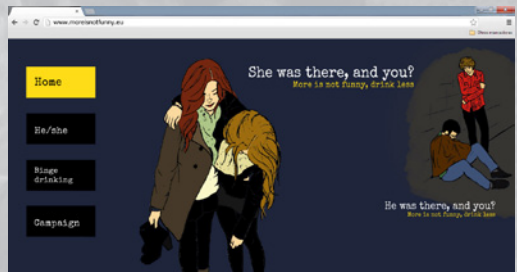 www.moreisnotfunny.eu
Home
He/she
Binge
drinking
Campaign
She was there, and you?
More is not funny, drink less
He was there, and you?
More is not funny, drink less